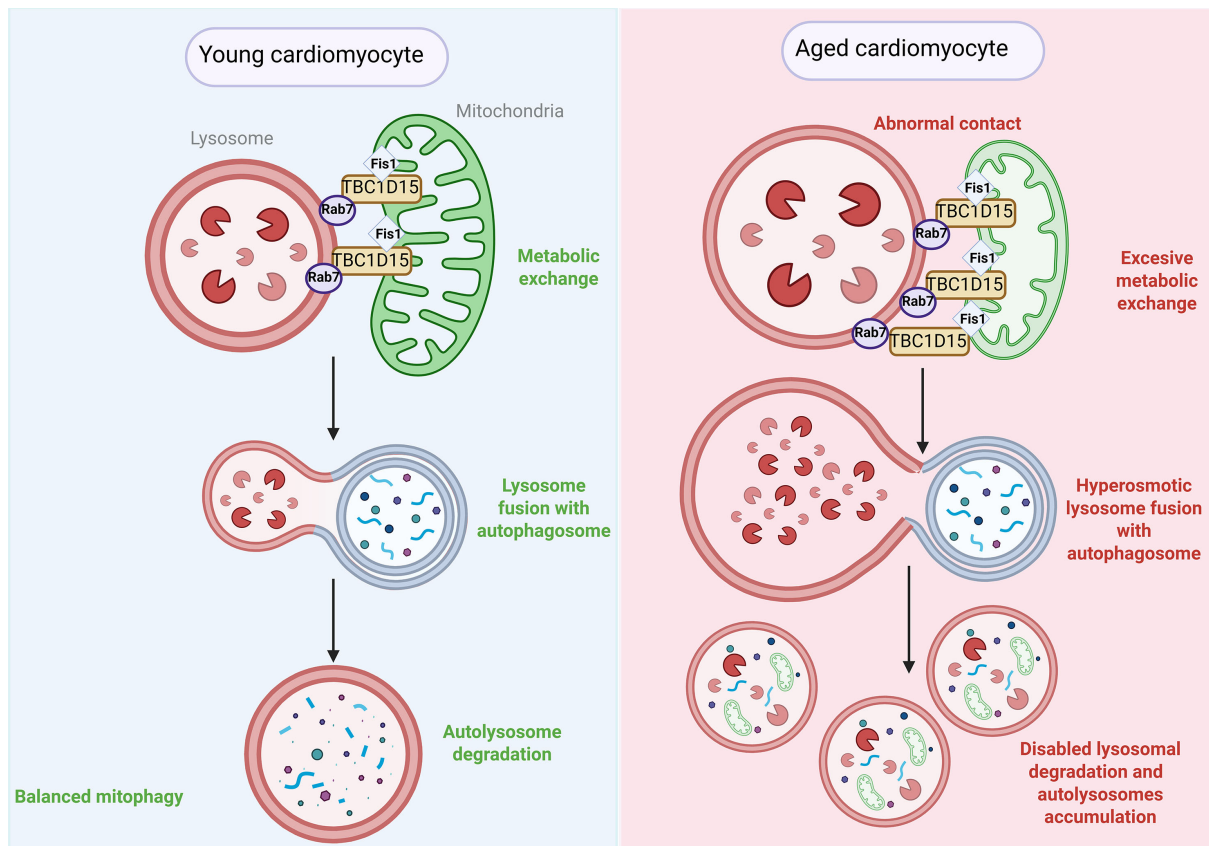 Young cardiomyocyte
Lysosome
Mitochondria
Fis1
TBC1D15
Rab7
Fis1
TBC1D15
Rab7
Metabolic
exchange
Lysosome
fusion with
autophagosome
Autolysosome
degradation
Balanced mitophagy
Aged cardiomyocyte
Abnormal contact
Fis1
TBC1D15
Rab7
Fis1
TBC1D15
Rab7
Fis1
Rab7
TBC1D15
Excesive
metabolic
exchange
Hyperosmotic
lysosome fusion
with
autophagosome
Disabled lysosomal
degradation and
autolysosomes
accumulation